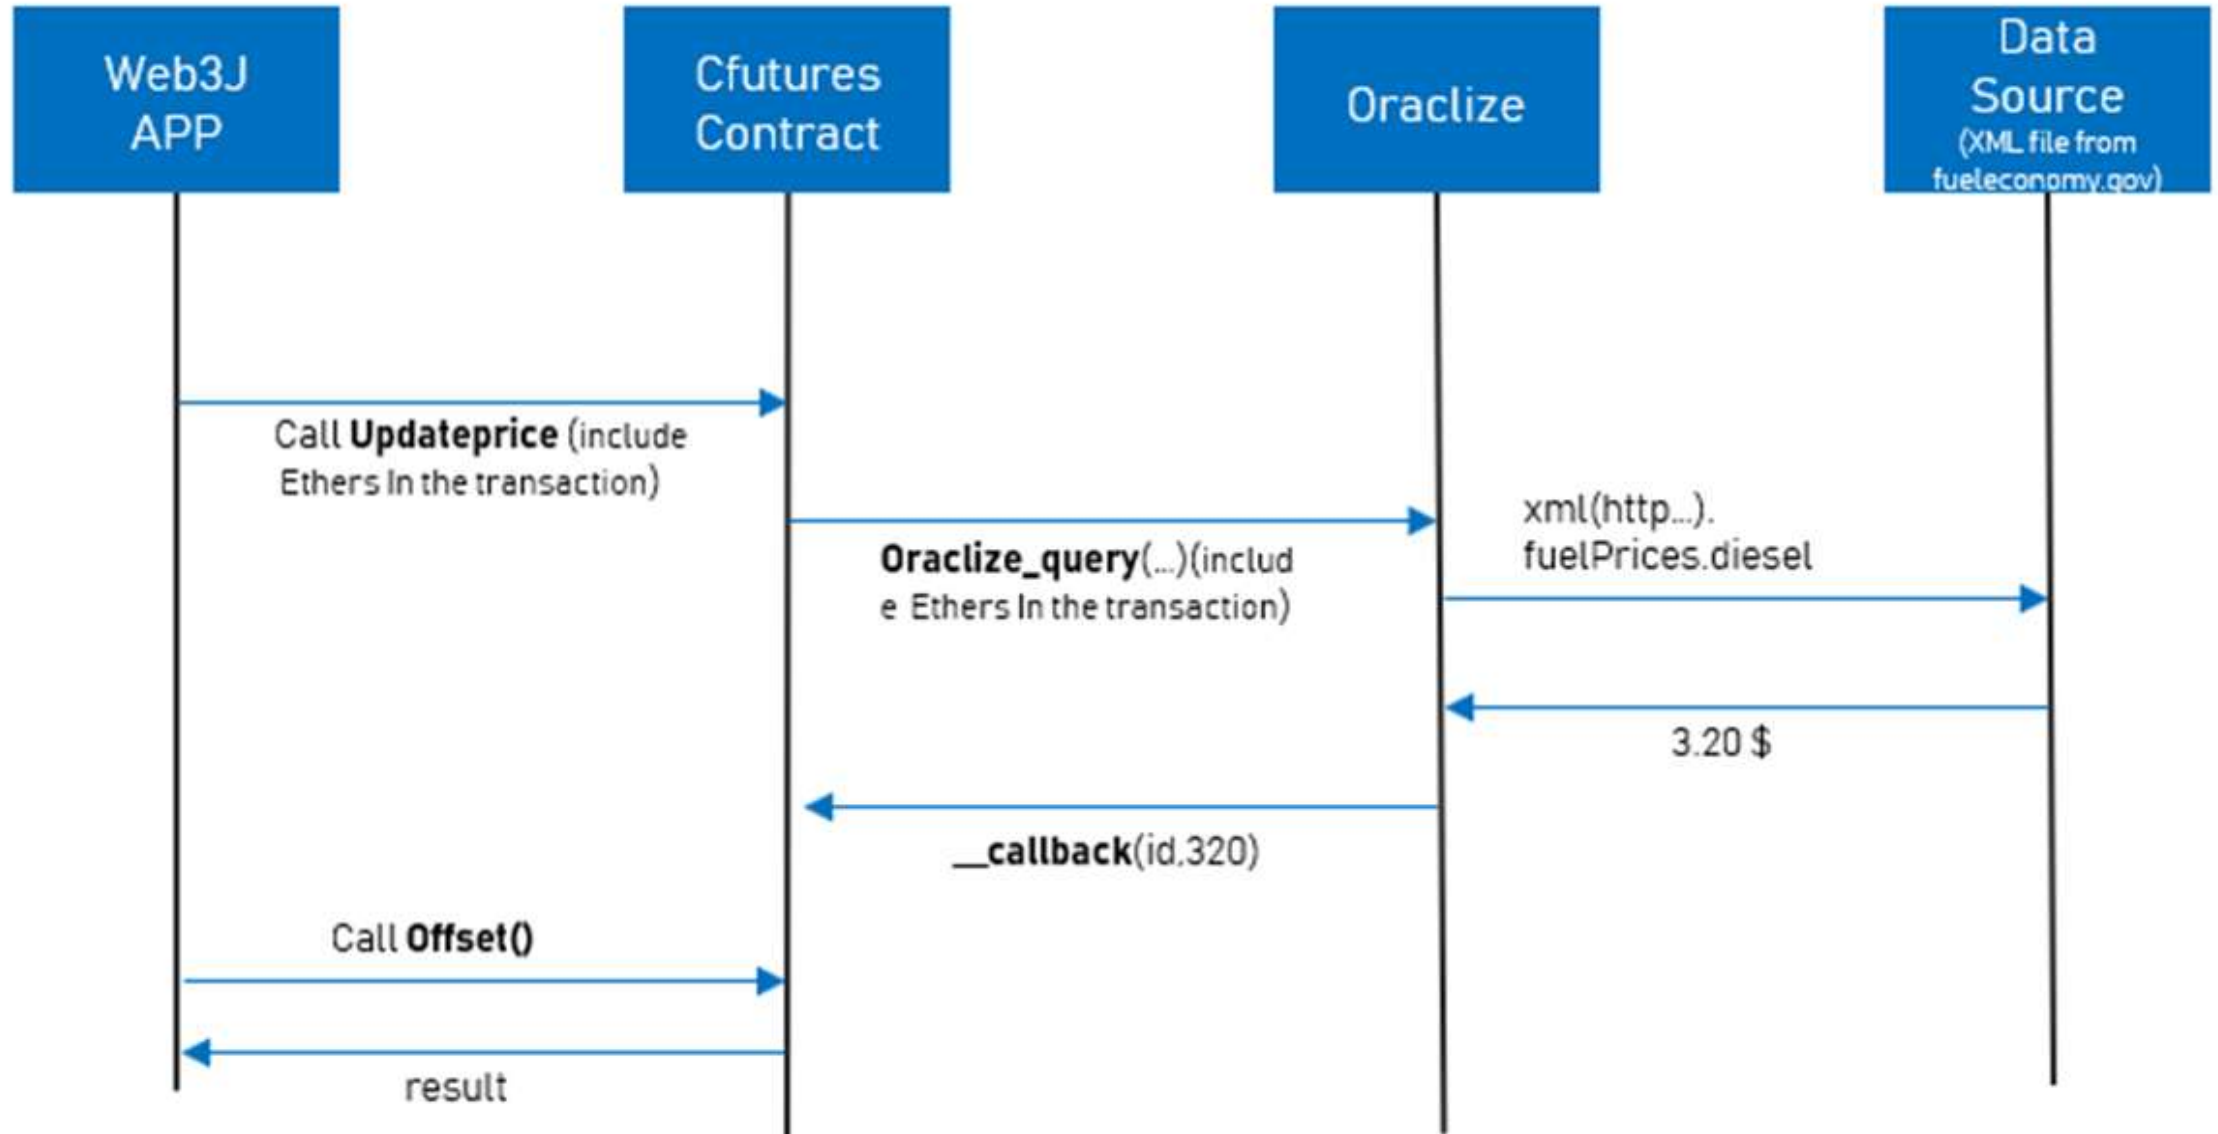 Web3J
APP
Cfutures
Contract
Oraclize
Data
Source
(XML file from
fueleconomy.gov)
Call Updateprice (include
Ethers In the transaction)
Oraclize_query(...)(includ
e Ethers In the transaction)
xml(http...).
fuelPrices.diesel
3.20 $
__callback(id,320)
Call Offset()
result